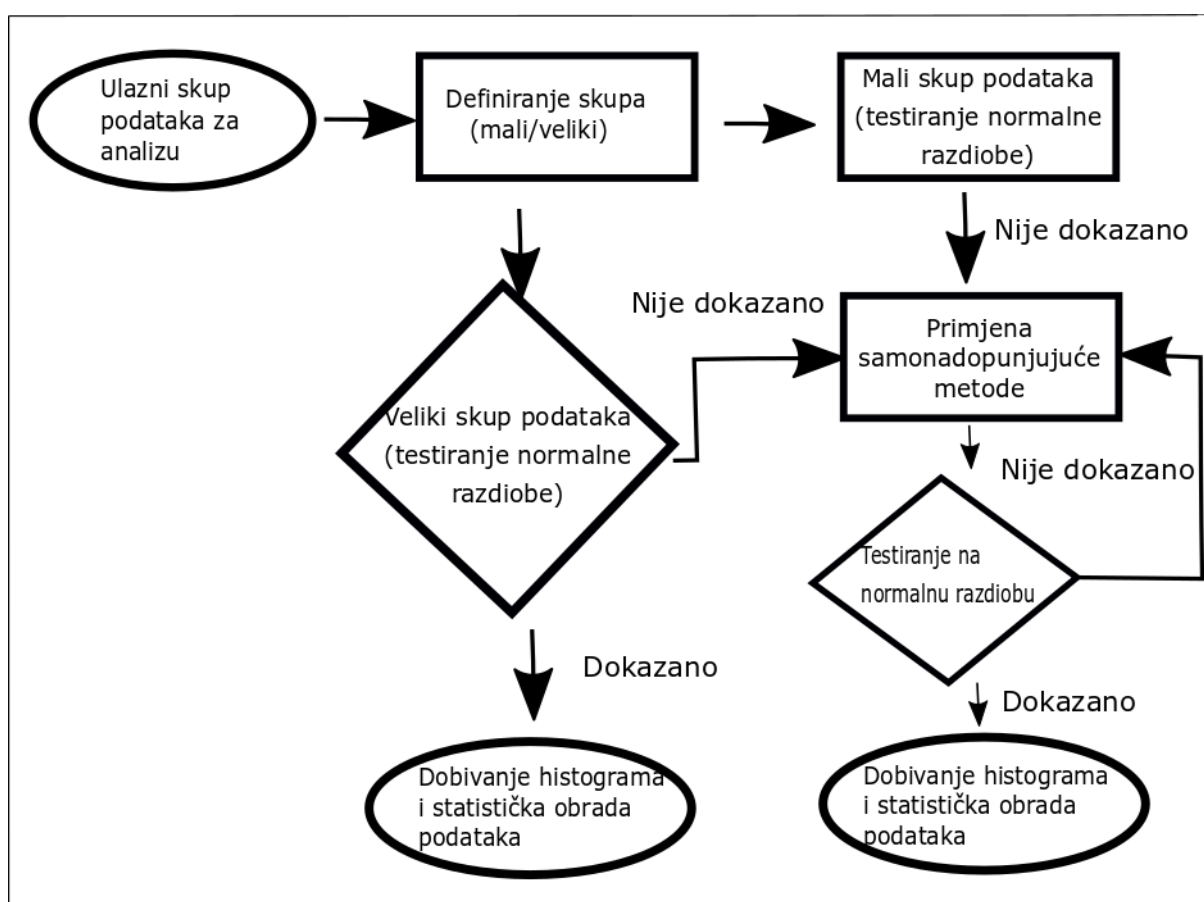 Ulazni skup
podataka za
analizu
Definiranje skupa
(mali/veliki)
Mali skup podataka
(testiranje normalne
razdiobe)
Nije dokazano
Nije dokazano
Primjena
samonadopunjujuće
metode
Veliki skup podataka
(testiranje normalne
razdiobe)
Nije dokazano
Testiranje na
normalnu razdiobu
Dokazano
Dokazano
Dobivanje histograma
i statistička obrada
podataka
Dobivanje histograma
i statistička obrada
podataka